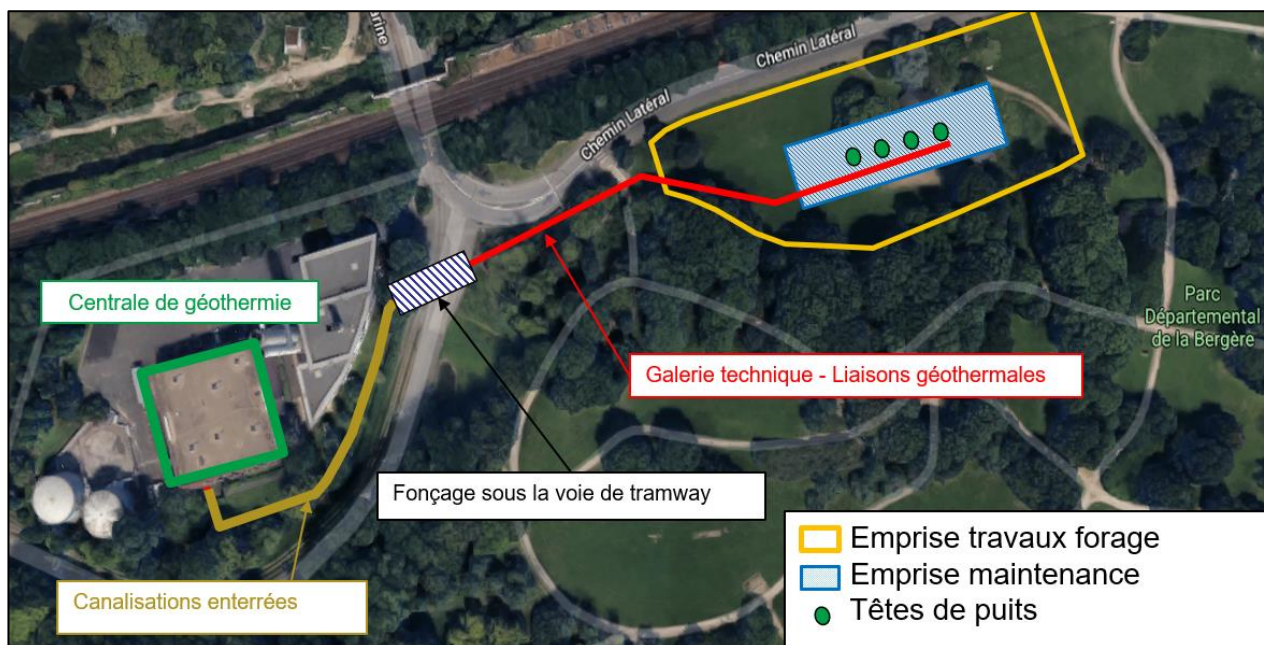 arine
Chemin Latéral
Chemin Latéral
Centrale de géothermie
Parc
Départemental
de la Bergère
Galerie technique - Liaisons géothermales
Fonçage sous la voie de tramway
Canalisations enterrées
Emprise travaux forage
Emprise maintenance
Têtes de puits